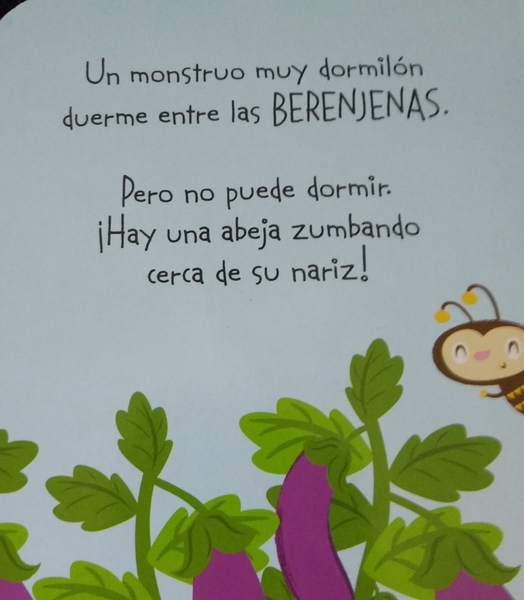 Un monstruo muy dormilón
duerme entre las BERENJENAS.
Pero no puede dormir.
¡Hay una abeja zumbando
cerca de su nariz!